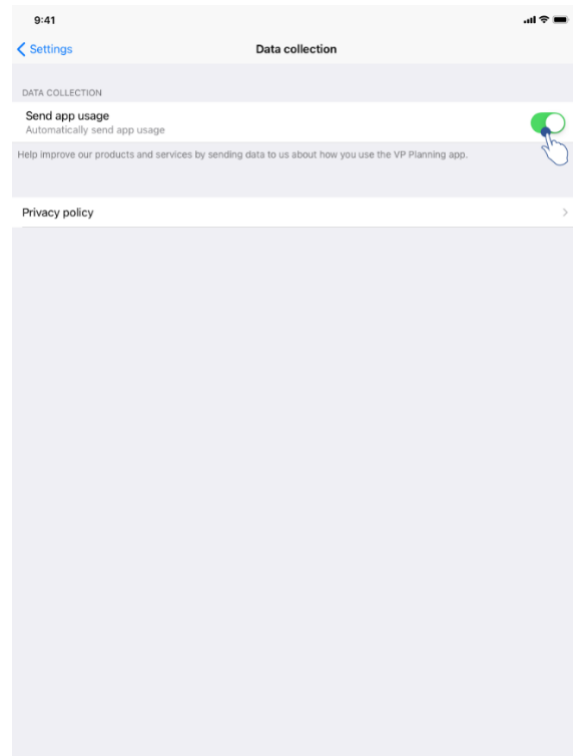 9:41
Settings
Data collection
DATA COLLECTION
Send app usage
Automatically send app usage
Help improve our products and services by sending data to us about how you use the VP Planning app.
Privacy policy